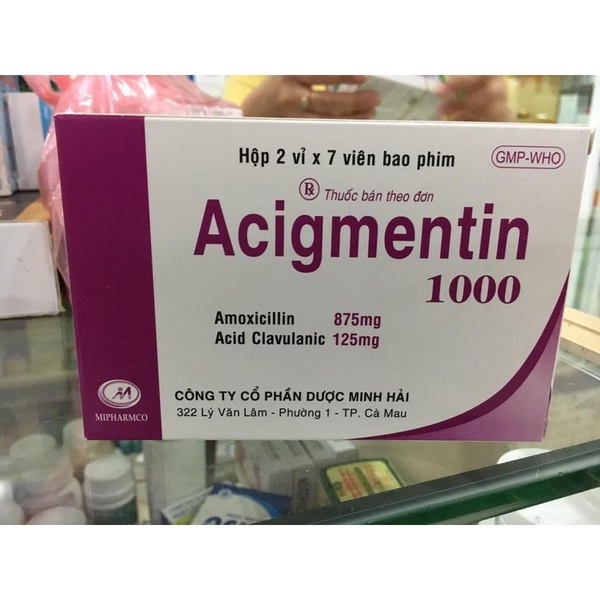 Hộp 2 vỉ x 7 viên bao phim
GMP-WHO
Rx Thuốc bán theo đơn
Acigmentin
1000
Amoxicillin 875mg
Acid Clavulanic 125mg
MIPHARMCO
CÔNG TY CỔ PHẦN DƯỢC MINH HẢI
322 Lý Văn Lâm - Phường 1 - TP. Cà Mau